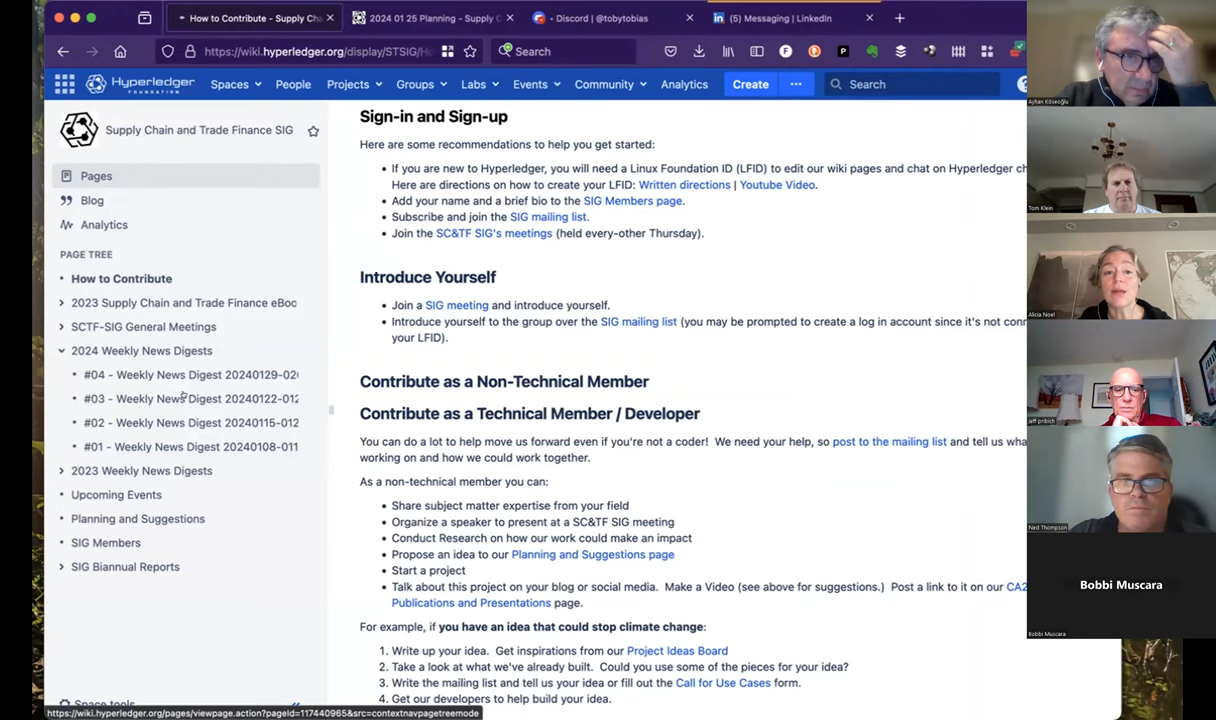 How to Contribute - Supply Cha
2024 01 25 Planning - Supply C
- Discord | @tobytobias
(5) Messaging | LinkedIn
https://wiki.hyperledger.org/display/STSIG/Ho
Search
HYPERLEDGER
FOUNDATION
Spaces
People
Projects
Groups
Labs
Events
Community
Analytics
Create
Search
Supply Chain and Trade Finance SIG
Pages
Blog
Analytics
PAGE TREE
How to Contribute
2023 Supply Chain and Trade Finance eBoo
SCTF-SIG General Meetings
2024 Weekly News Digests
#04 - Weekly News Digest 20240129-020
#03 - Weekly News Digest 20240122-012
#02 - Weekly News Digest 20240115-012
#01 - Weekly News Digest 20240108-011
2023 Weekly News Digests
Upcoming Events
Planning and Suggestions
SIG Members
SIG Biannual Reports
Space tools
https://wiki.hyperledger.org/pages/viewpage.action?pageId=117440965&src=contextnavpagetreemode
Sign-in and Sign-up
Here are some recommendations to help you get started:
If you are new to Hyperledger, you will need a Linux Foundation ID (LFID) to edit our wiki pages and chat on Hyperledger ch
Here are directions on how to create your LFID: Written directions | Youtube Video.
Add your name and a brief bio to the SIG Members page.
Subscribe and join the SIG mailing list.
Join the SC&TF SIG's meetings (held every-other Thursday).
Introduce Yourself
Join a SIG meeting and introduce yourself.
Introduce yourself to the group over the SIG mailing list (you may be prompted to create a log in account since it's not conn
your LFID).
Contribute as a Non-Technical Member
Contribute as a Technical Member / Developer
You can do a lot to help move us forward even if you're not a coder! We need your help, so post to the mailing list and tell us wha
working on and how we could work together.
As a non-technical member you can:
Share subject matter expertise from your field
Organize a speaker to present at a SC&TF SIG meeting
Conduct Research on how our work could make an impact
Propose an idea to our Planning and Suggestions page
Start a project
Talk about this project on your blog or social media. Make a Video (see above for suggestions.) Post a link to it on our CA2
Publications and Presentations page.
For example, if you have an idea that could stop climate change:
1. Write up your idea. Get inspirations from our Project Ideas Board
2. Take a look at what we've already built. Could you use some of the pieces for your idea?
3. Write the mailing list and tell us your idea or fill out the Call for Use Cases form.
4. Get our developers to help build your idea.
Ayhan Köseoğlu
Tom Klein
Alicia Noel
jeff pribich
Ned Thompson
Bobbi Muscara
Bobbi Muscara